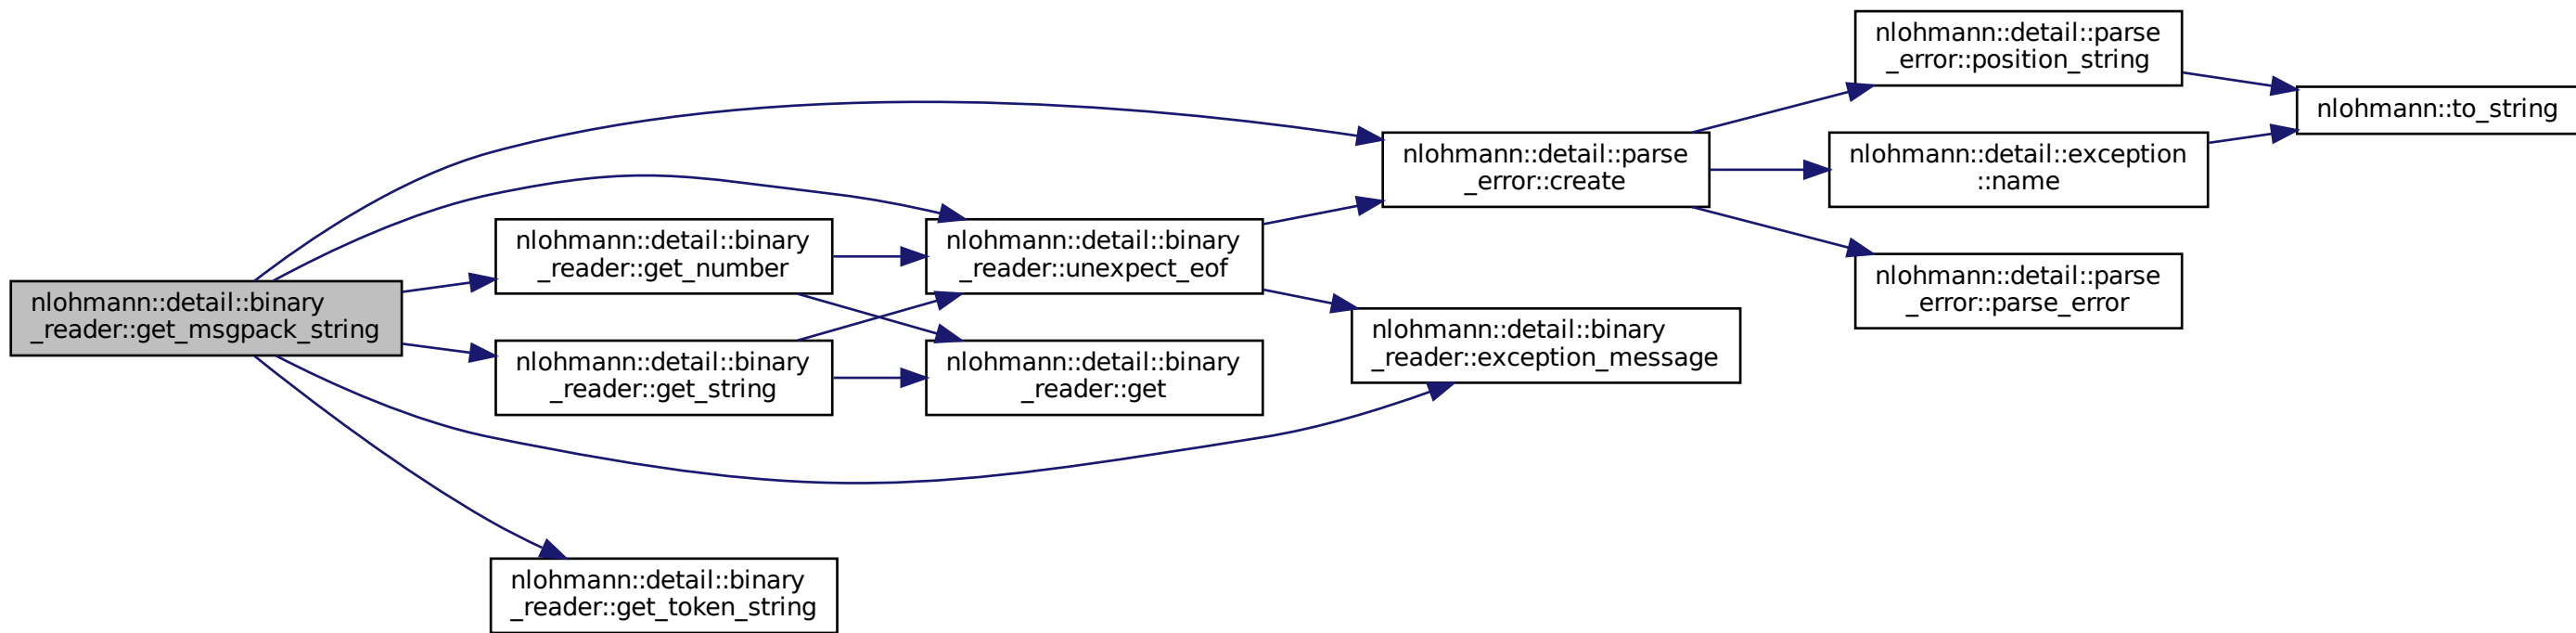 nlohmann::detail::binary
_reader::get_msgpack_string
nlohmann::detail::binary
_reader::get_number
nlohmann::detail::binary
_reader::get_string
nlohmann::detail::binary
_reader::get_token_string
nlohmann::detail::binary
_reader::unexpect_eof
nlohmann::detail::binary
_reader::get
nlohmann::detail::parse
_error::create
nlohmann::detail::binary
_reader::exception_message
nlohmann::detail::parse
_error::position_string
nlohmann::detail::exception
::name
nlohmann::detail::parse
_error::parse_error
nlohmann::to_string